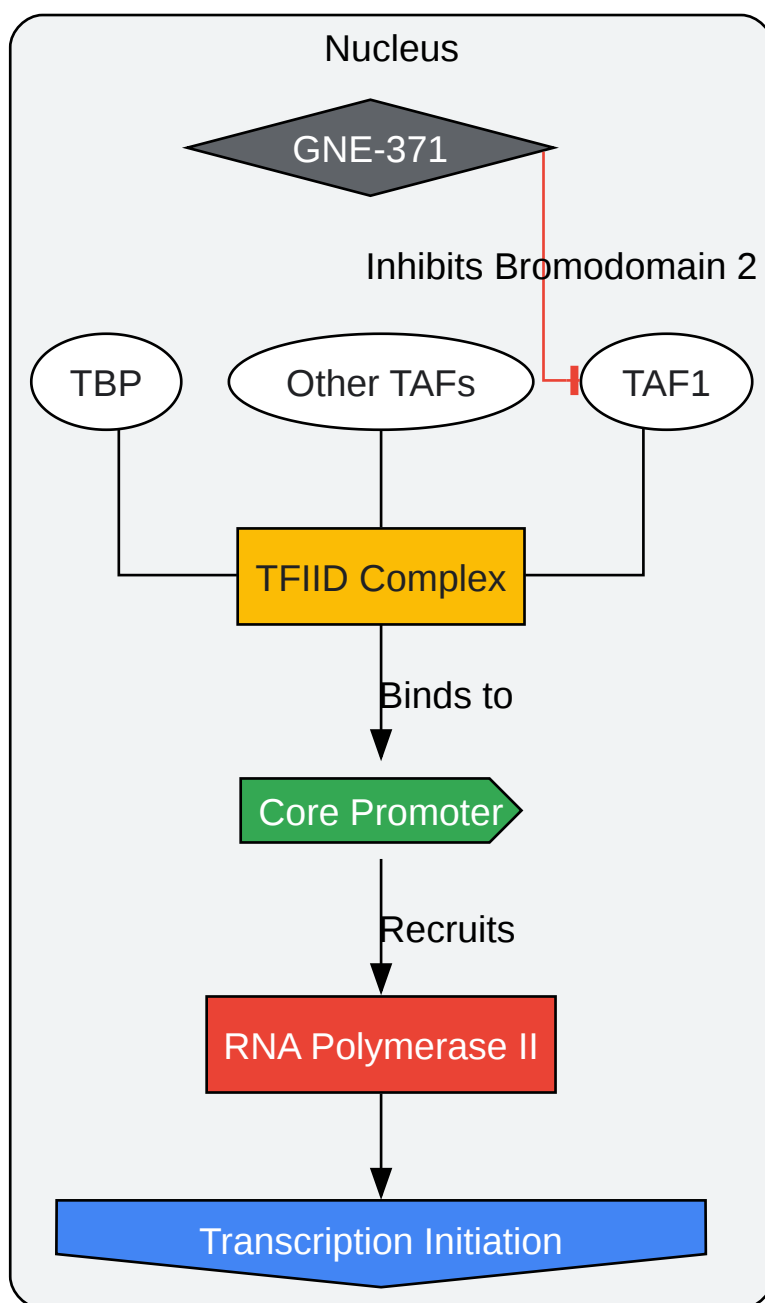 Nucleus
GNE-371
Inhibits Bromodomain 2
TBP
Other TAFs
TAF1
TFIID Complex
Binds to
Core Promoter
Recruits
RNA Polymerase II
Transcription Initiation